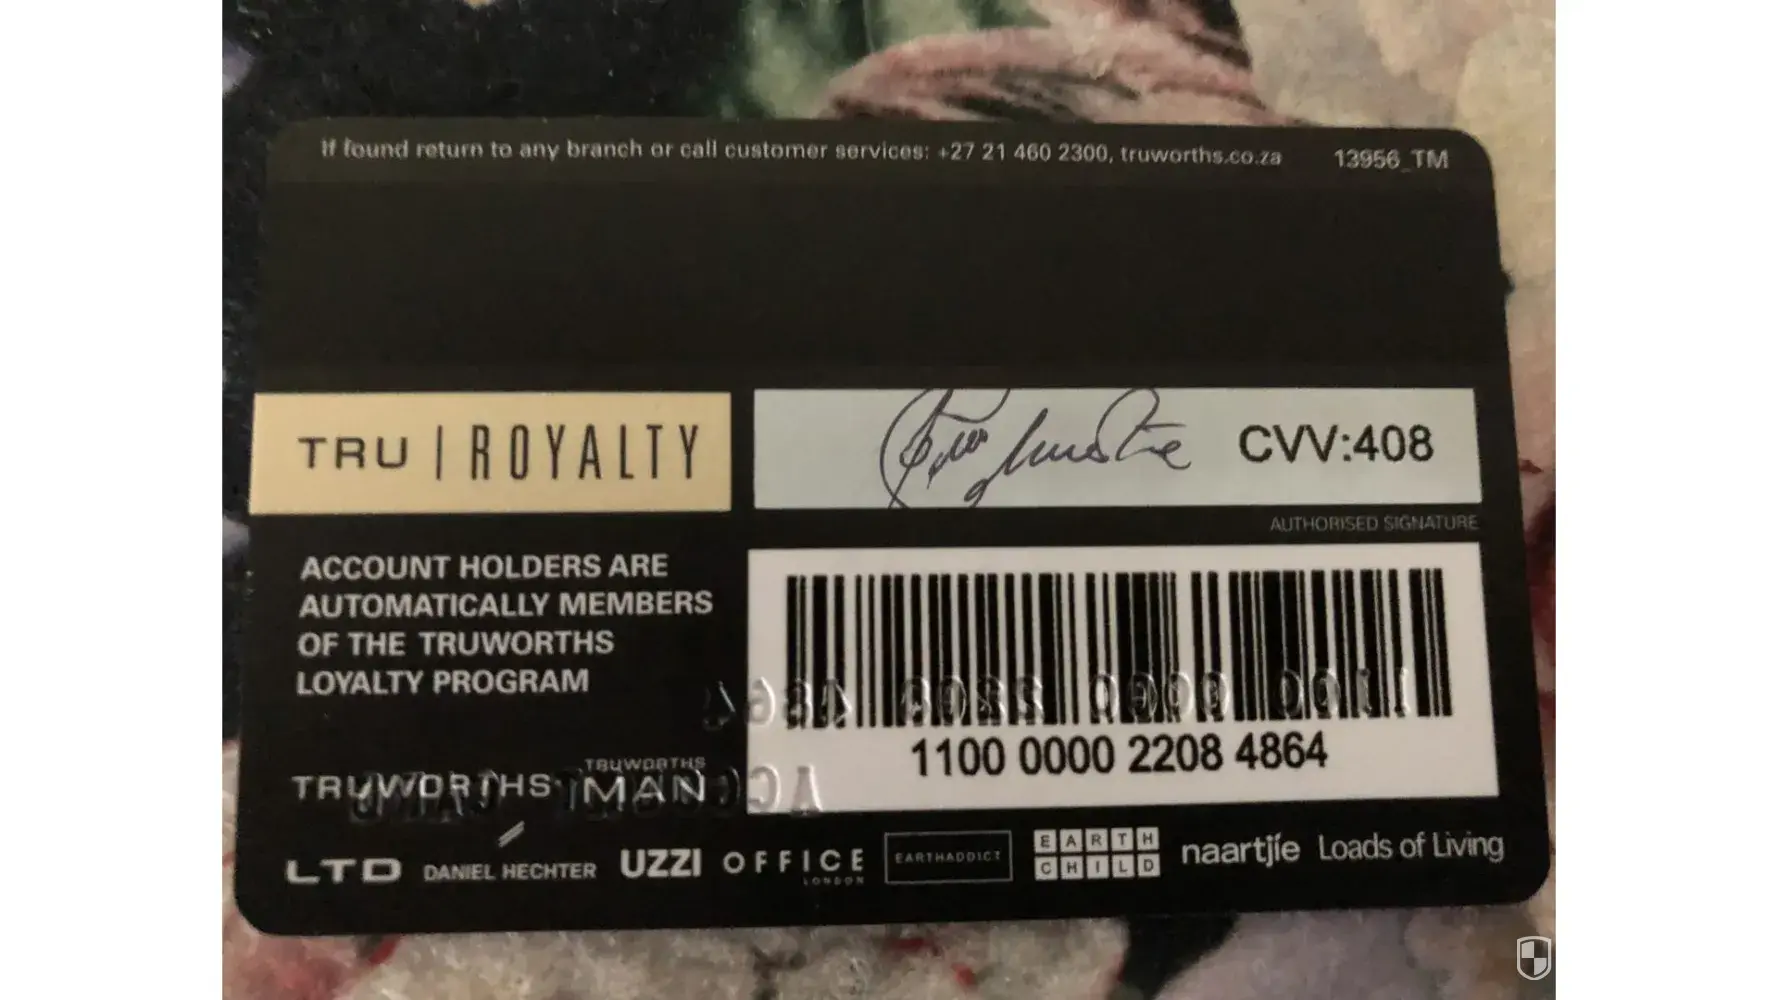 If found return to any branch or call customer services: +27 21 460 2300, truworths.co.za 13956_TM
TRU | ROYALTY
CVV:408
AUTHORISED SIGNATURE
ACCOUNT HOLDERS ARE
AUTOMATICALLY MEMBERS
OF THE TRUWORTHS
LOYALTY PROGRAM
1100 0000 2208 4864
TRUWORTHS TRUWORTHS MAN
LTD DANIEL HECHTER UZZI OFFICE LONDON EARTHADDICT EARTH CHILD naartjie Loads of Living